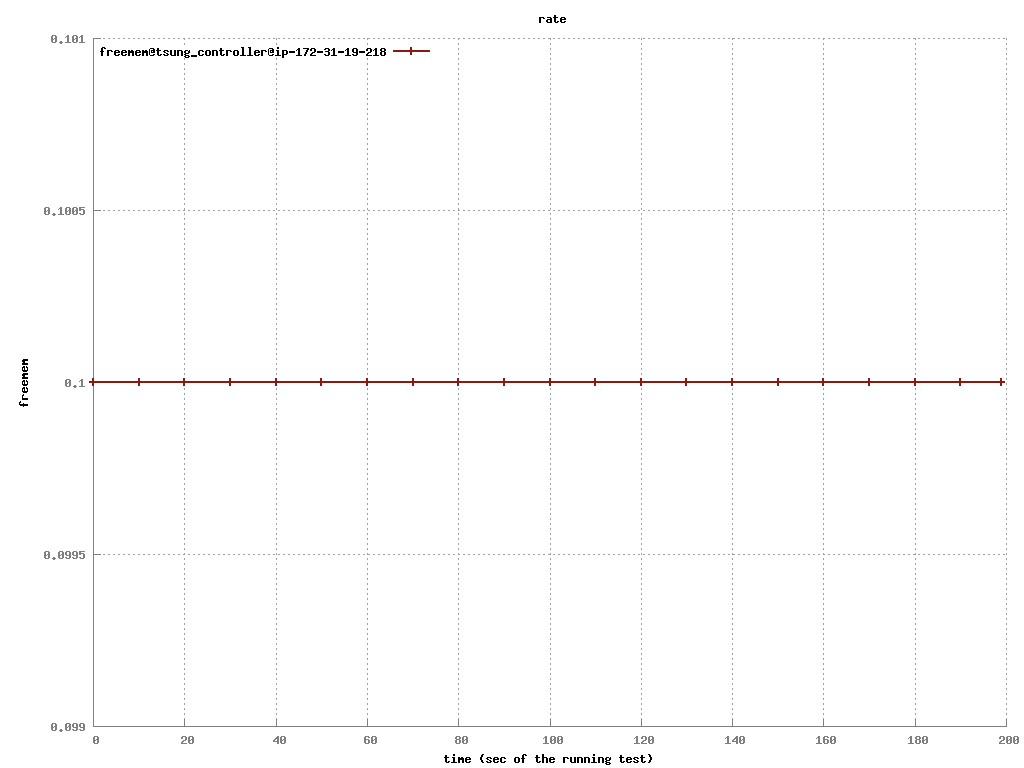 rate
0.101
freemem@tsung_controller@ip-172-31-19-218
0.1005
0.1
freemem
0.0995
0.099
0 20 40 60 80 100 120 140 160 180 200
time (sec of the running test)